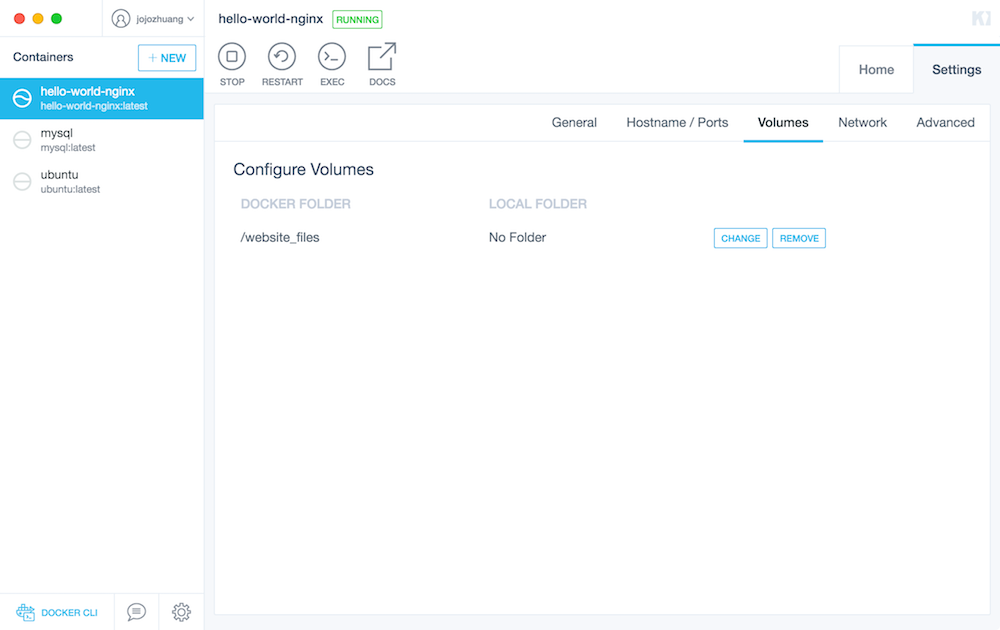 jojozhuang
Containers
+ NEW
hello-world-nginx
hello-world-nginx:latest
mysql
mysql:latest
ubuntu
ubuntu:latest
DOCKER CLI
hello-world-nginx RUNNING
STOP RESTART EXEC DOCS
Home Settings
General Hostname / Ports Volumes Network Advanced
Configure Volumes
DOCKER FOLDER LOCAL FOLDER
/website_files No Folder CHANGE REMOVE